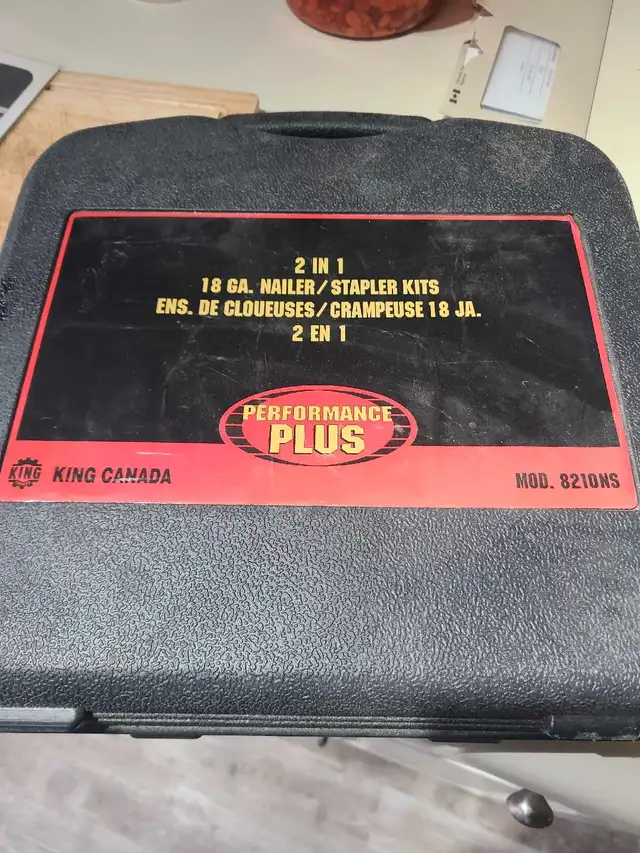 2 IN 1
18 GA. NAILER/STAPLER KITS
ENS. DE CLOUEUSES/CRAMPEUSE 18 JA.
2 EN 1
PERFORMANCE
PLUS
KING KING CANADA
MOD. 8210NS